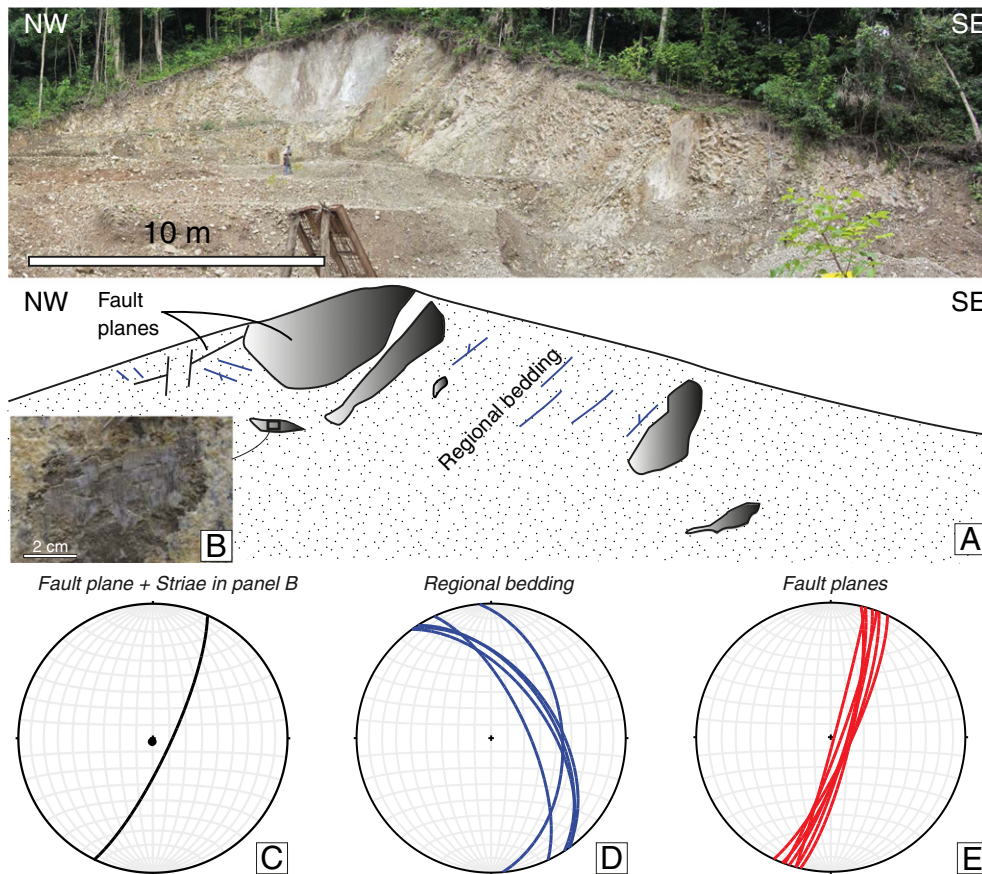 NW
SE
10 m
NW
Fault
planes
SE
Regional bedding
2 cm
B
A
Fault plane + Striae in panel B
Regional bedding
Fault planes
C
D
E